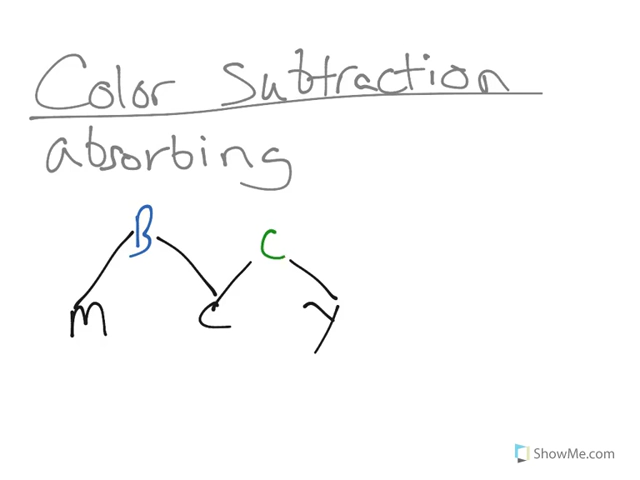 Color Subtraction
absorbing
B C
M C Y
ShowMe.com